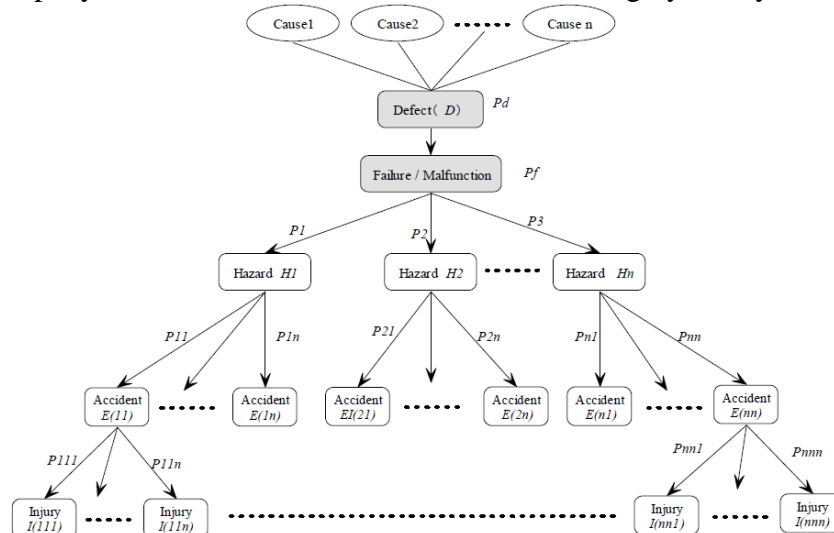 Cause1 Cause2 Cause n
Defect( D) Pd
Failure / Malfunction Pf
P1 P2 P3
Hazard H1 Hazard H2 Hazard Hn
P11 P1n P21 P2n Pn1 Pnn
Accident Accident Accident Accident Accident Accident
E(11) E(1n) EI(21) E(2n) E(n1) E(nn)
P111 P11n Pnn1 Pnnn
Injury Injury Injury Injury
I(111) I(11n) I(nn1) I(nnn)